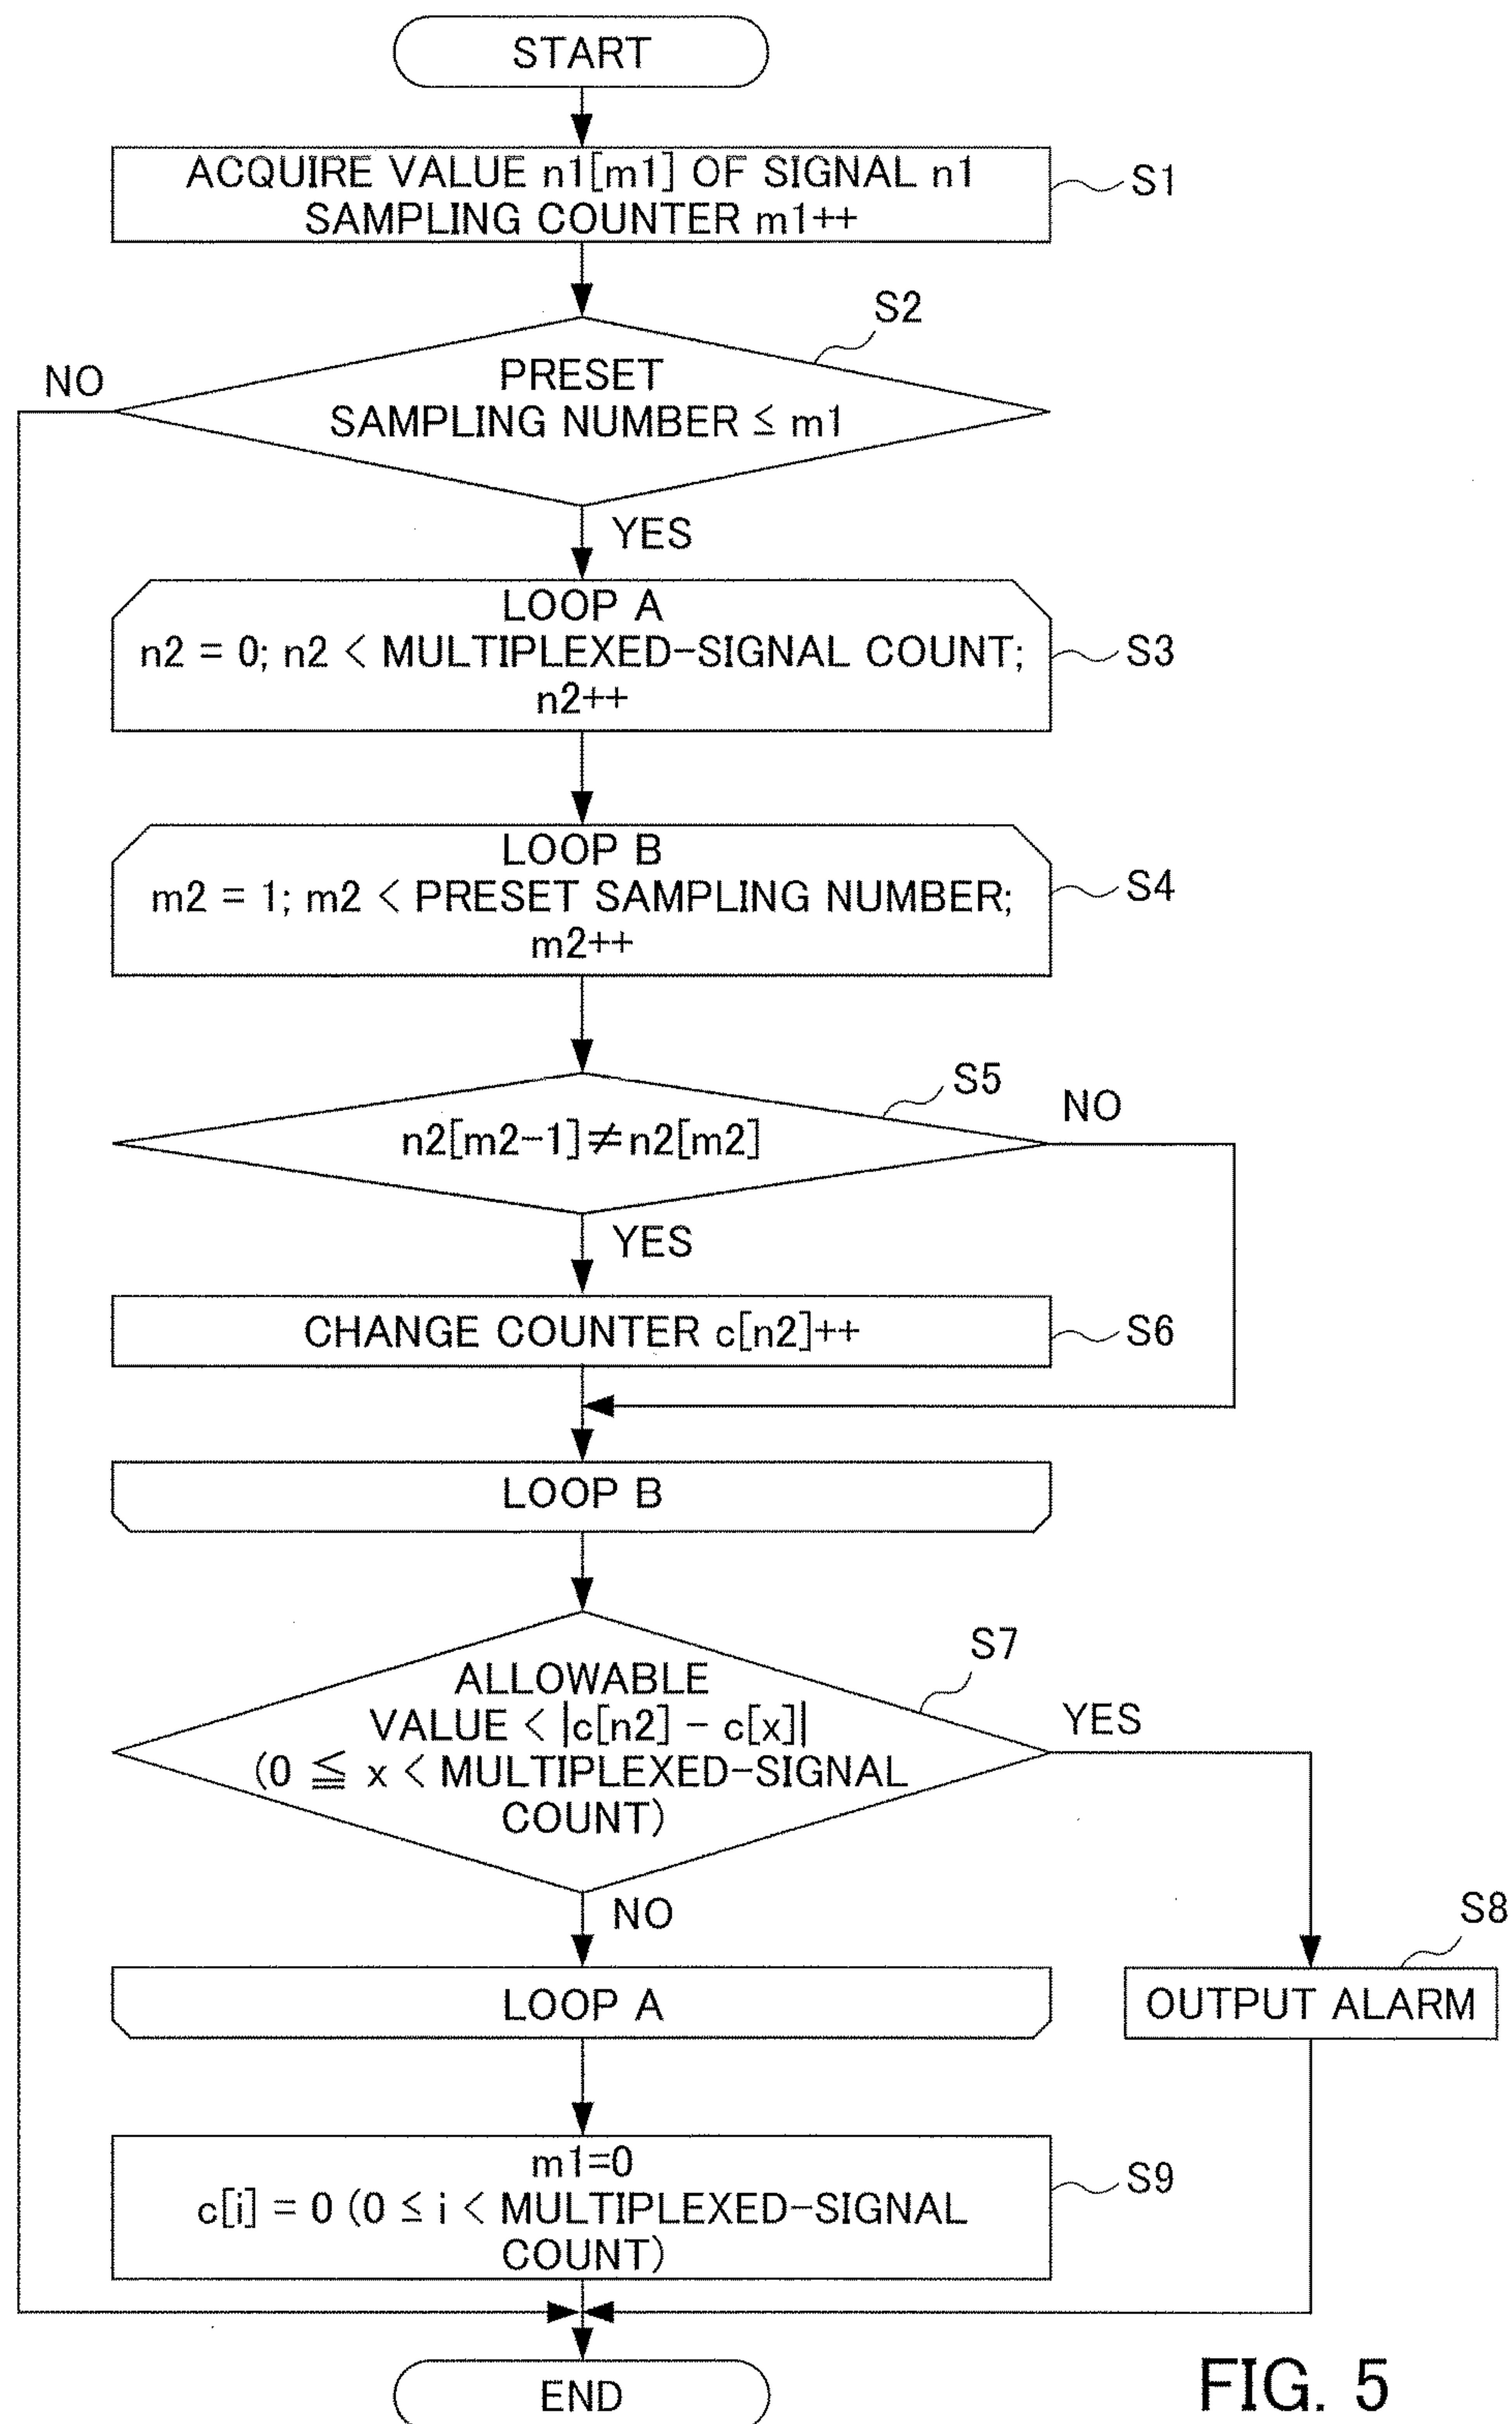 START
ACQUIRE VALUE n1[m1] OF SIGNAL n1
SAMPLING COUNTER m1++
S1
S2
NO
PRESET
SAMPLING NUMBER ≤ m1
YES
LOOP A
n2 = 0; n2 < MULTIPLEXED-SIGNAL COUNT;
n2++
S3
LOOP B
m2 = 1; m2 < PRESET SAMPLING NUMBER;
m2++
S4
S5
NO
n2[m2-1]≠n2[m2]
YES
CHANGE COUNTER c[n2]++
S6
LOOP B
S7
ALLOWABLE
VALUE < |c[n2] - c[x]|
(0 ≦ x < MULTIPLEXED-SIGNAL
COUNT)
YES
NO
S8
LOOP A
OUTPUT ALARM
m1=0
c[i] = 0 (0 ≤ i < MULTIPLEXED-SIGNAL
COUNT)
S9
END
FIG. 5